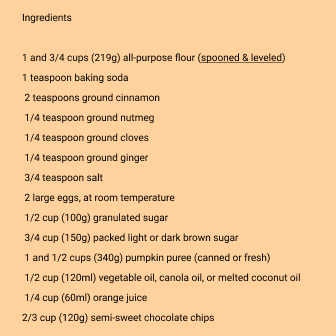 Ingredients
1 and 3/4 cups (219g) all-purpose flour (spooned & leveled)
1 teaspoon baking soda
2 teaspoons ground cinnamon
1/4 teaspoon ground nutmeg
1/4 teaspoon ground cloves
1/4 teaspoon ground ginger
3/4 teaspoon salt
2 large eggs, at room temperature
1/2 cup (100g) granulated sugar
3/4 cup (150g) packed light or dark brown sugar
1 and 1/2 cups (340g) pumpkin puree (canned or fresh)
1/2 cup (120ml) vegetable oil, canola oil, or melted coconut oil
1/4 cup (60ml) orange juice
2/3 cup (120g) semi-sweet chocolate chips